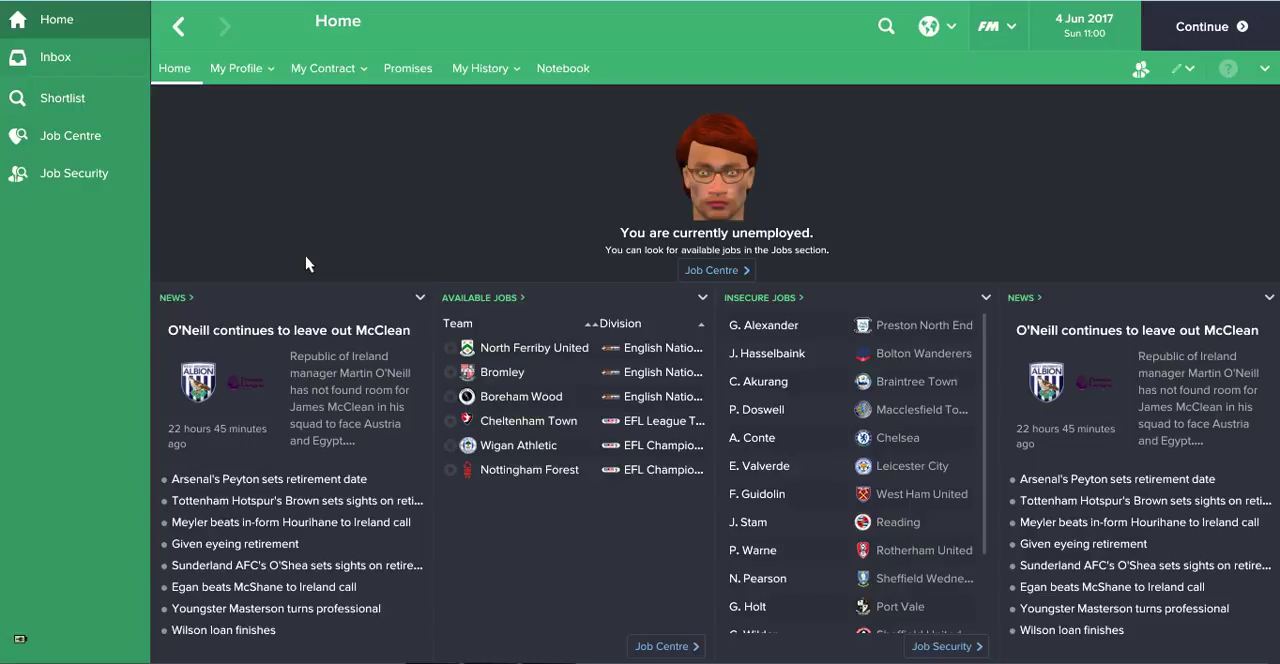 Home
Inbox
Shortlist
Job Centre
Job Security
Home
FM
4 Jun 2017
Sun 11:00
Continue
Home
My Profile
My Contract
Promises
My History
Notebook
?
You are currently unemployed.
You can look for available jobs in the Jobs section.
Job Centre
NEWS
O'Neill continues to leave out McClean
Republic of Ireland
manager Martin O'Neill
has not found room for
James McClean in his
squad to face Austria
and Egypt....
22 hours 45 minutes
ago
Arsenal's Peyton sets retirement date
Tottenham Hotspur's Brown sets sights on reti...
Meyler beats in-form Hourihane to Ireland call
Given eyeing retirement
Sunderland AFC's O'Shea sets sights on retire...
Egan beats McShane to Ireland call
Youngster Masterson turns professional
Wilson loan finishes
AVAILABLE JOBS
Team Division
North Ferriby United English Natio...
Bromley English Natio...
Boreham Wood English Natio...
Cheltenham Town EFL League T...
Wigan Athletic EFL Champio...
Nottingham Forest EFL Champio...
Job Centre
INSECURE JOBS
G. Alexander Preston North End
J. Hasselbaink Bolton Wanderers
C. Akurang Braintree Town
P. Doswell Macclesfield To...
A. Conte Chelsea
E. Valverde Leicester City
F. Guidolin West Ham United
J. Stam Reading
P. Warne Rotherham United
N. Pearson Sheffield Wedne...
G. Holt Port Vale
C. Wilder Sheffield United
Job Security
NEWS
O'Neill continues to leave out McClean
ALBION
Republic of Ireland
manager Martin O'Neill
has not found room for
James McClean in his
squad to face Austria
and Egypt....
22 hours 45 minutes
ago
Arsenal's Peyton sets retirement date
Tottenham Hotspur's Brown sets sights on reti...
Meyler beats in-form Hourihane to Ireland call
Given eyeing retirement
Sunderland AFC's O'Shea sets sights on retire...
Egan beats McShane to Ireland call
Youngster Masterson turns professional
Wilson loan finishes